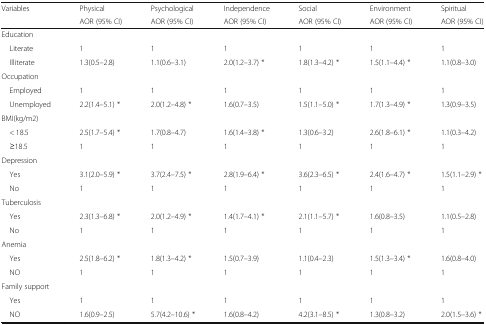 Variables Physical Psychological Independence Social Environment Spiritual
AOR (95% CI) AOR (95% CI) AOR (95% CI) AOR (95% CI) AOR (95% CI) AOR (95% CI)
Education
Literate 1 1 1 1 1 1
Illiterate 1.3(0.5–2.8) 1.1(0.6–3.1) 2.0(1.2–3.7) * 1.8(1.3–4.2) * 1.5(1.1–4.4) * 1.1(0.8–3.0)
Occupation
Employed 1 1 1 1 1 1
Unemployed 2.2(1.4–5.1) * 2.0(1.2–4.8) * 1.6(0.7–3.5) 1.5(1.1–5.0) * 1.7(1.3–4.9) * 1.3(0.9–3.5)
BMI(kg/m2)
< 18.5 2.5(1.7–5.4) * 1.7(0.8–4.7) 1.6(1.4–3.8) * 1.3(0.6–3.2) 2.6(1.8–6.1) * 1.1(0.3–4.2)
≥18.5 1 1 1 1 1 1
Depression
Yes 3.1(2.0–5.9) * 3.7(2.4–7.5) * 2.8(1.9–6.4) * 3.6(2.3–6.5) * 2.4(1.6–4.7) * 1.5(1.1–2.9) *
No 1 1 1 1 1 1
Tuberculosis
Yes 2.3(1.3–6.8) * 2.0(1.2–4.9) * 1.4(1.7–4.1) * 2.1(1.1–5.7) * 1.6(0.8–3.5) 1.1(0.5–2.8)
No 1 1 1 1 1 1
Anemia
Yes 2.5(1.8–6.2) * 1.8(1.3–4.2) * 1.5(0.7–3.9) 1.1(0.4–2.3) 1.5(1.3–3.4) * 1.6(0.8–4.0)
NO 1 1 1 1 1 1
Family support
Yes 1 1 1 1 1 1
NO 1.6(0.9–2.5) 5.7(4.2–10.6) * 1.6(0.8–4.2) 4.2(3.1–8.5) * 1.3(0.8–3.2) 2.0(1.5–3.6) *